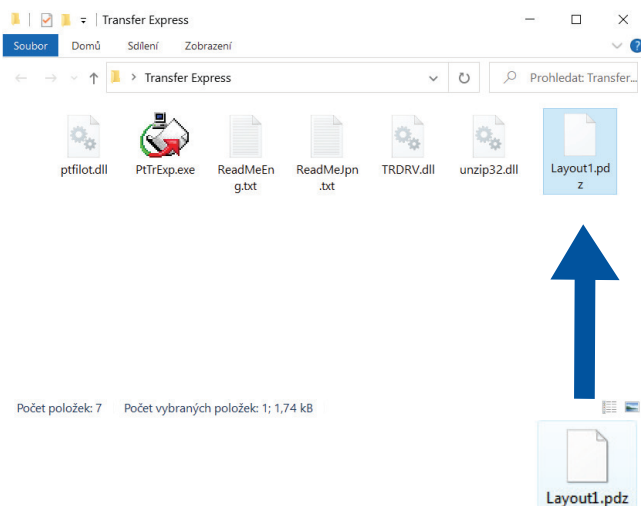 Transfer Express
Soubor Domů Sdílení Zobrazení
Transfer Express Prohledat: Transfer...
ptfilot.dll PtTrExp.exe ReadMeEn ReadMeJpn TRDRV.dll unzip32.dll Layout1.pd
g.txt .txt z
Počet položek: 7 Počet vybraných položek: 1; 1,74 kB
Layout1.pdz